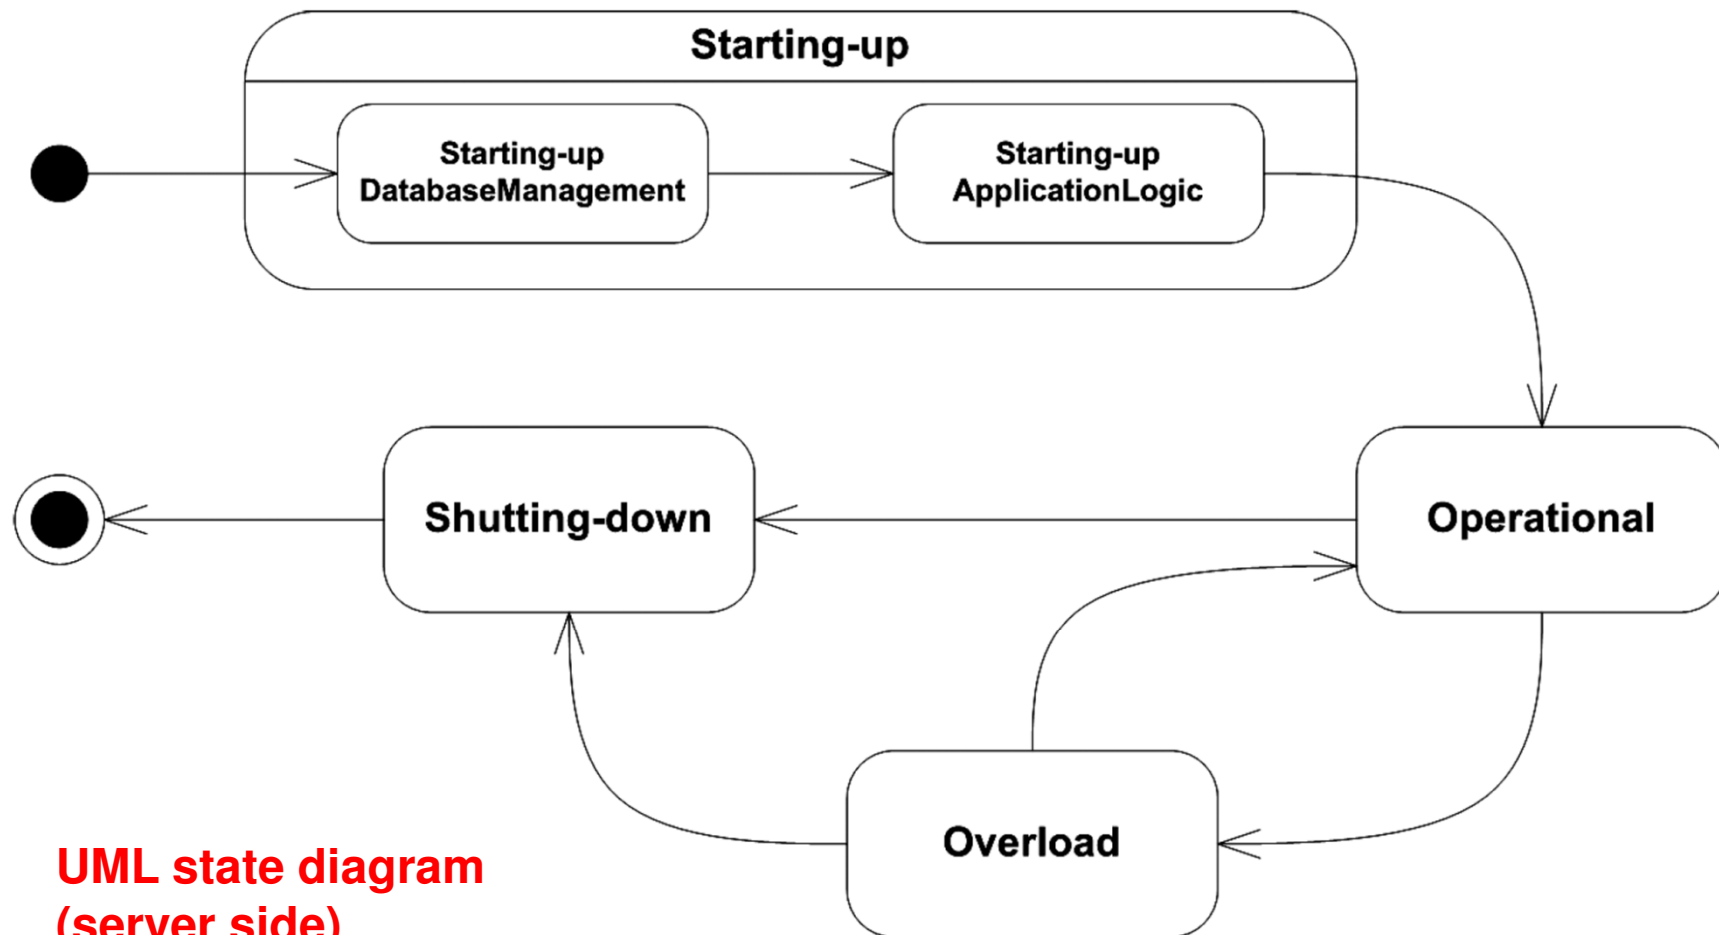 Starting-up
Starting-up
DatabaseManagement
Starting-up
ApplicationLogic
Shutting-down
Operational
Overload
UML state diagram
(server side)